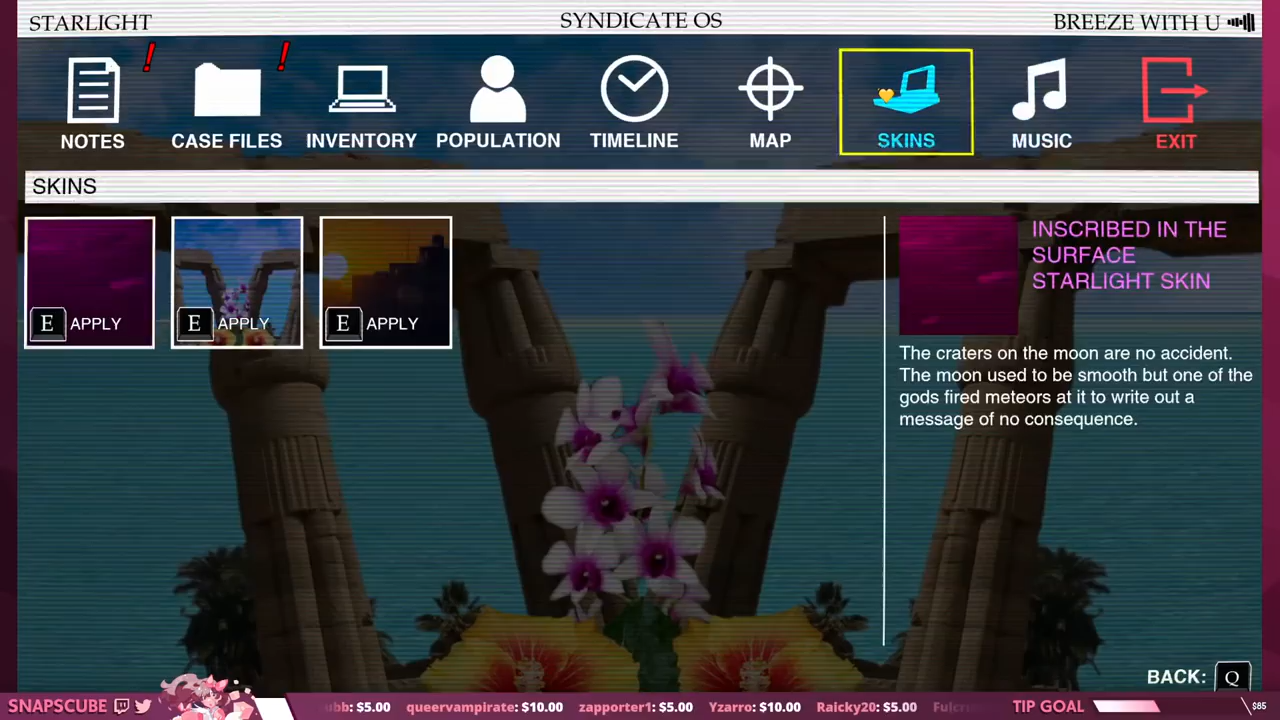 STARLIGHT
SYNDICATE OS
BREEZE WITH U
! !
NOTES
CASE FILES
INVENTORY
POPULATION
TIMELINE
MAP
SKINS
MUSIC
EXIT
SKINS
E APPLY
E APPLY
E APPLY
INSCRIBED IN THE
SURFACE
STARLIGHT SKIN
The craters on the moon are no accident.
The moon used to be smooth but one of the
gods fired meteors at it to write out a
message of no consequence.
BACK: Q
SNAPSCUBE
ubb: $5.00 queervampirate: $10.00 zapporter1: $5.00 Yzarro: $10.00 Raicky20: $5.00
TIP GOAL
$85